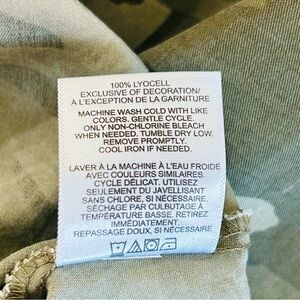 100% LYOCELL
EXCLUSIVE OF DECORATION/
À L'EXCEPTION DE LA GARNITURE
MACHINE WASH COLD WITH LIKE
COLORS. GENTLE CYCLE.
ONLY NON-CHLORINE BLEACH
WHEN NEEDED. TUMBLE DRY LOW.
REMOVE PROMPTLY.
COOL IRON IF NEEDED.
LAVER À LA MACHINE À L'EAU FROIDE
AVEC COULEURS SIMILAIRES.
CYCLE DÉLICAT. UTILISEZ
SEULEMENT DU JAVELLISANT
SANS CHLORE, SI NÉCESSAIRE.
SÉCHAGE PAR CULBUTAGE À
TEMPÉRATURE BASSE. RETIREZ
IMMÉDIATEMENT.
REPASSAGE DOUX, SI NÉCESSAIRE